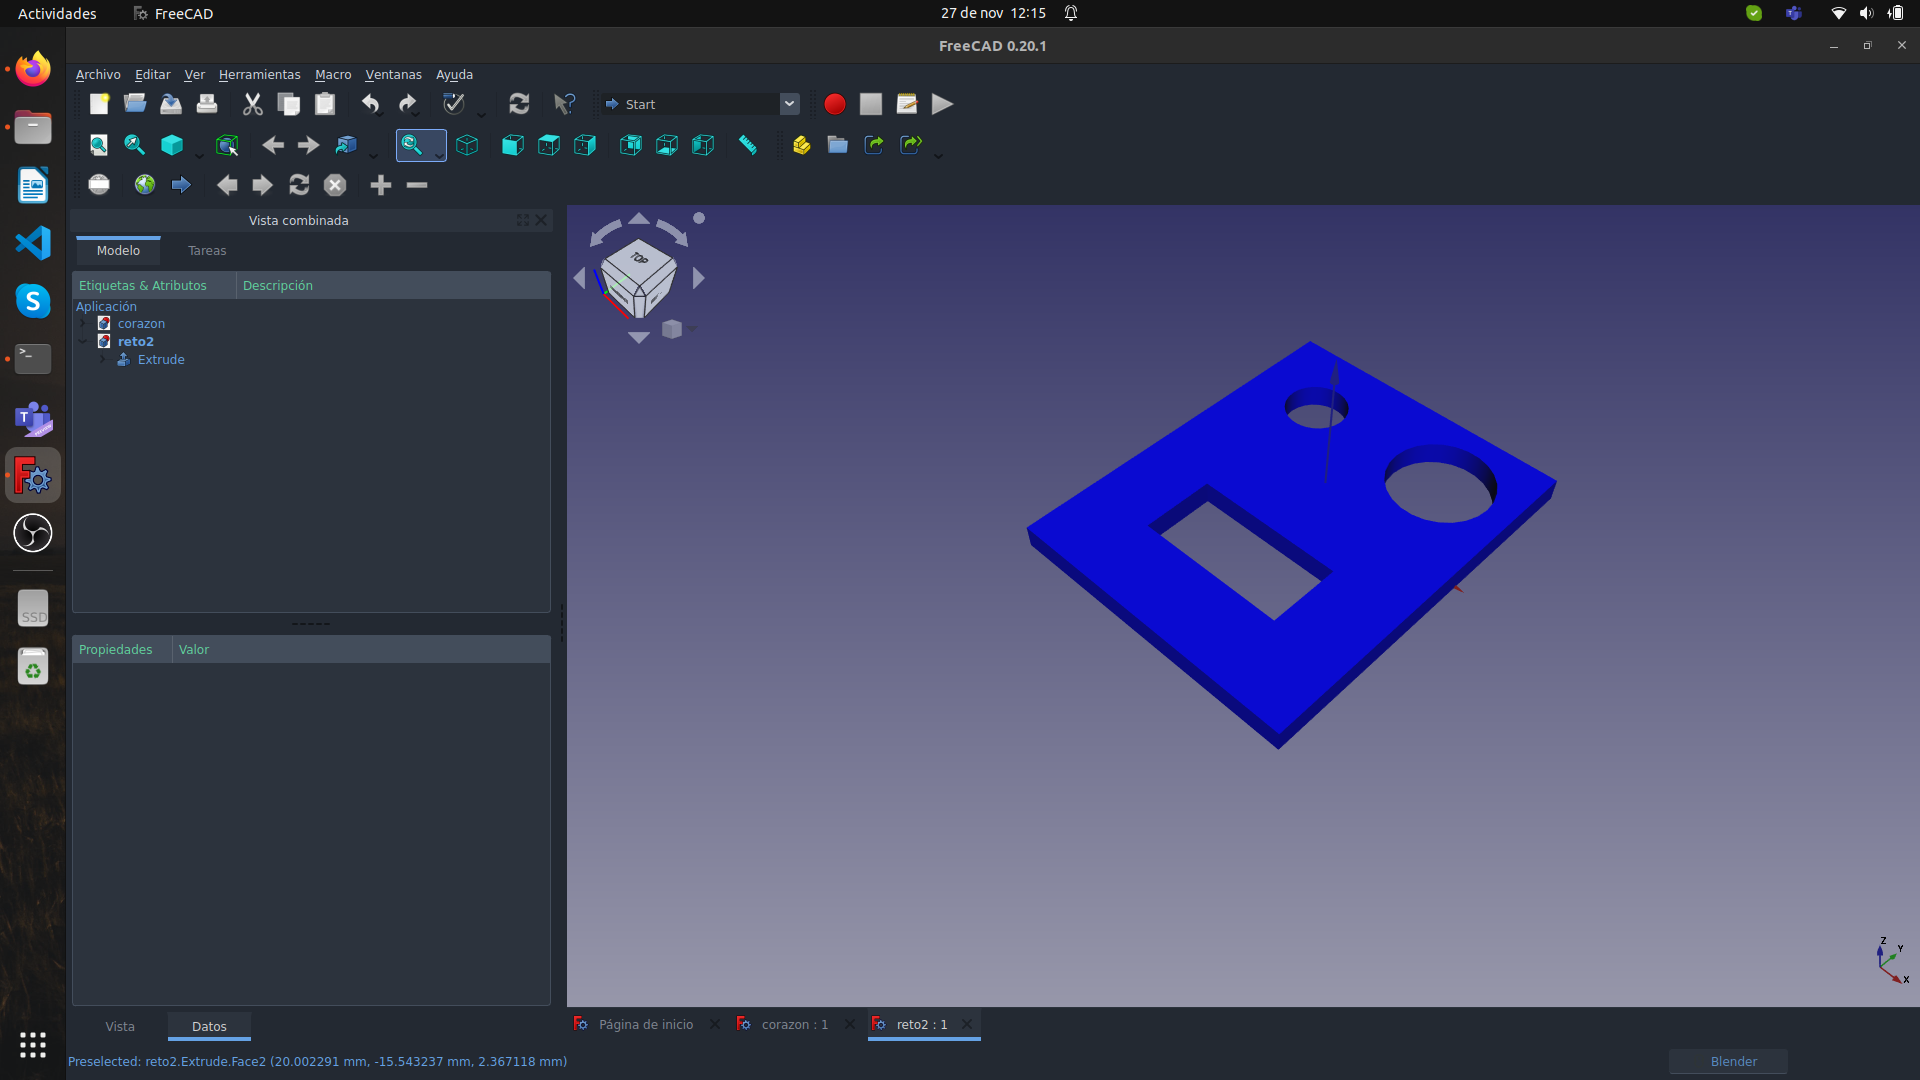 Actividades FreeCAD 27 de nov 12:15
FreeCAD 0.20.1
Archivo Editar Ver Herramientas Macro Ventanas Ayuda
Start
Vista combinada
Modelo Tareas
Etiquetas & Atributos Descripción
Aplicación
corazon
reto2
Extrude
TOP
SSD
Propiedades Valor
Z
Y
X
Vista Datos
Página de inicio corazon : 1 reto2 : 1
Preselected: reto2.Extrude.Face2 (20.002291 mm, -15.543237 mm, 2.367118 mm) Blender